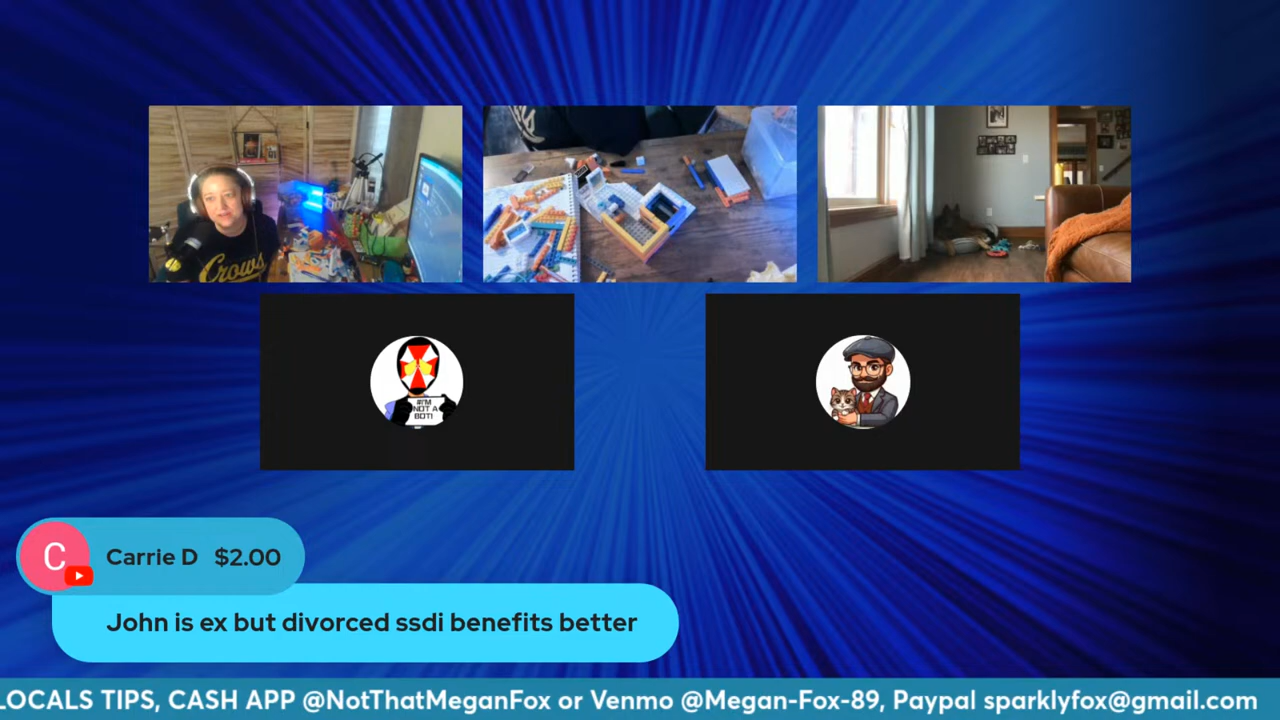 Crows
#I'M
NOT A
BOT!
C
Carrie D $2.00
John is ex but divorced ssdi benefits better
LOCALS TIPS, CASH APP @NotThatMeganFox or Venmo @Megan-Fox-89, Paypal sparklyfox@gmail.com